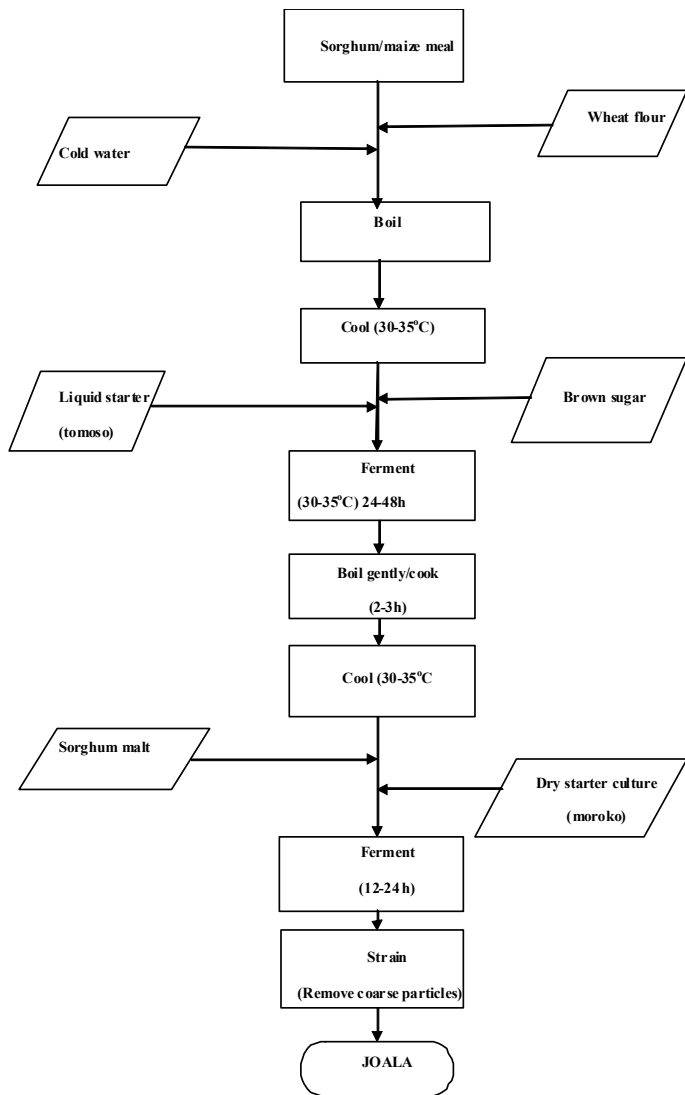 Sorghum/maize meal
Wheat flour
Cold water
Boil
Cool (30-35°C)
Liquid starter
(tomoso)
Brown sugar
Ferment
(30-35°C) 24-48h
Boil gently/cook
(2-3h)
Cool (30-35°C
Sorghum malt
Dry starter culture
(moroko)
Ferment
(12-24 h)
Strain
(Remove coarse particles)
JOALA